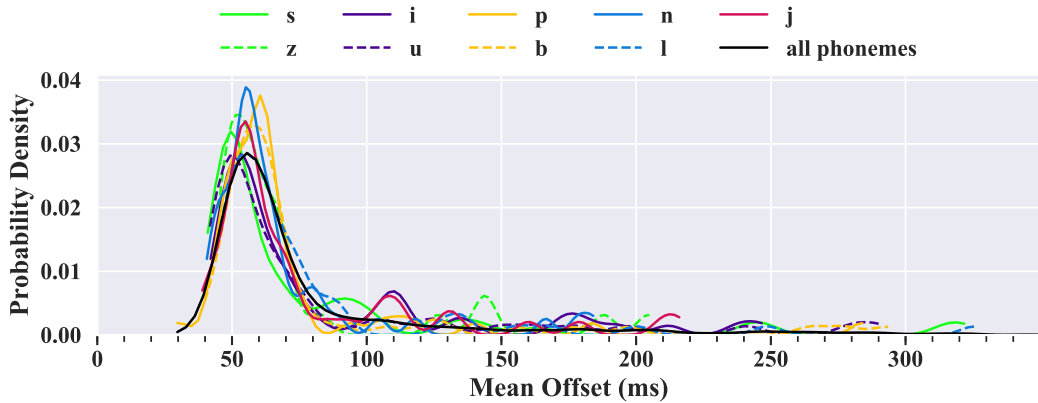 s i p n j
z u b l all phonemes
0.04
0.03
0.02
0.01
0.00
Probability Density
0 50 100 150 200 250 300
Mean Offset (ms)